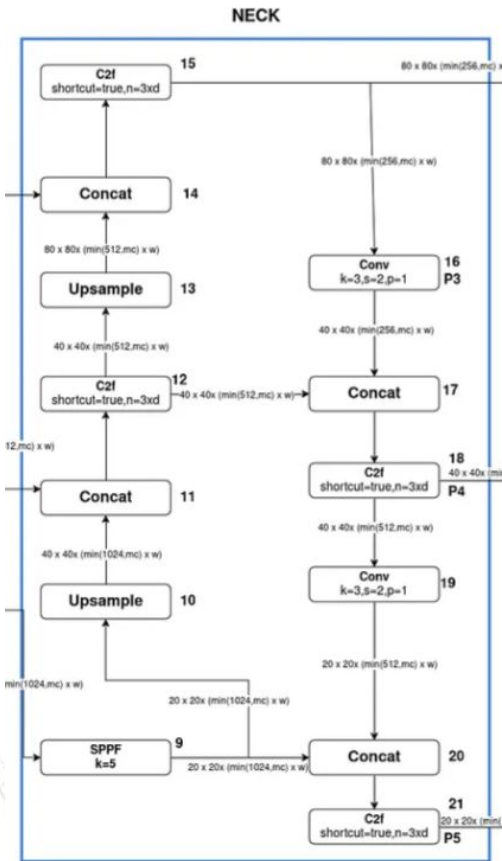 NECK
15
C2f
shortcut=true,n=3xd
80 x 80x (min(256,mc) x
80 x 80x (min(256,mc) x w)
Concat
14
80 x 80x (min(512,mc) x w)
16
Conv
k=3,s=2,p=1
P3
Upsample
13
40 x 40x (min(256,mc) x w)
40 x 40x (min(512,mc) x w)
12
C2f
shortcut=true,n=3xd
40 x 40x (min(512,mc) x w)
Concat
17
12,mc) x w)
18
C2f
shortcut=true,n=3xd
40 x 40x (min
P4
Concat
11
40 x 40x (min(512,mc) x w)
40 x 40x (min(1024,mc) x w)
Conv
k=3,s=2,p=1
19
Upsample
10
20 x 20x (min(512,mc) x w)
min(1024,mc) x w)
20 x 20x (min(1024,mc) x w)
9
SPPF
k=5
20 x 20x (min(1024,mc) x w)
Concat
20
21
C2f
shortcut=true,n=3xd
20 x 20x (min(
P5